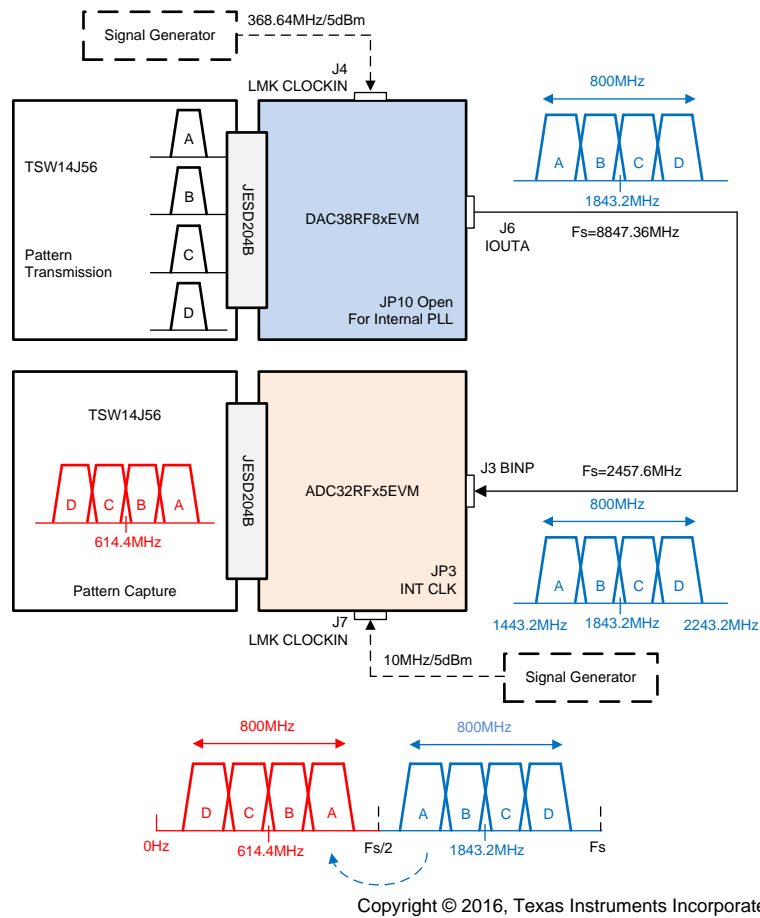 Signal Generator
368.64MHz/5dBm
J4
LMK CLOCKIN
TSW14J56
Pattern
Transmission
A
B
C
D
JESD204B
DAC38RF8xEVM
JP10 Open
For Internal PLL
J6
IOUTA
800MHz
A B C D
1843.2MHz
Fs=8847.36MHz
TSW14J56
D C B A
614.4MHz
Pattern Capture
JESD204B
ADC32RFx5EVM
JP3
INT CLK
J3 BINP
Fs=2457.6MHz
800MHz
A B C D
1443.2MHz 1843.2MHz 2243.2MHz
J7
LMK CLOCKIN
10MHz/5dBm
Signal Generator
800MHz 800MHz
D C B A A B C D
0Hz 614.4MHz Fs/2 1843.2MHz Fs
Copyright © 2016, Texas Instruments Incorporate